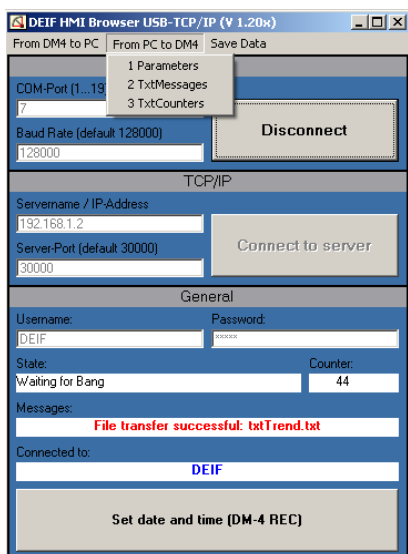 DEIF HMI Browser USB-TCP/IP (V 1.20x)
From DM4 to PC From PC to DM4 Save Data
1 Parameters
2 TxtMessages
3 TxtCounters
COM-Port (1...19)
7
Baud Rate (default 128000)
128000
Disconnect
TCP/IP
Servername / IP-Address
192.168.1.2
Server-Port (default 30000)
30000
Connect to server
General
Username: Password:
DEIF *****
State: Counter:
Waiting for Bang 44
Messages:
File transfer successful: txtTrend.txt
Connected to:
DEIF
Set date and time (DM-4 REC)